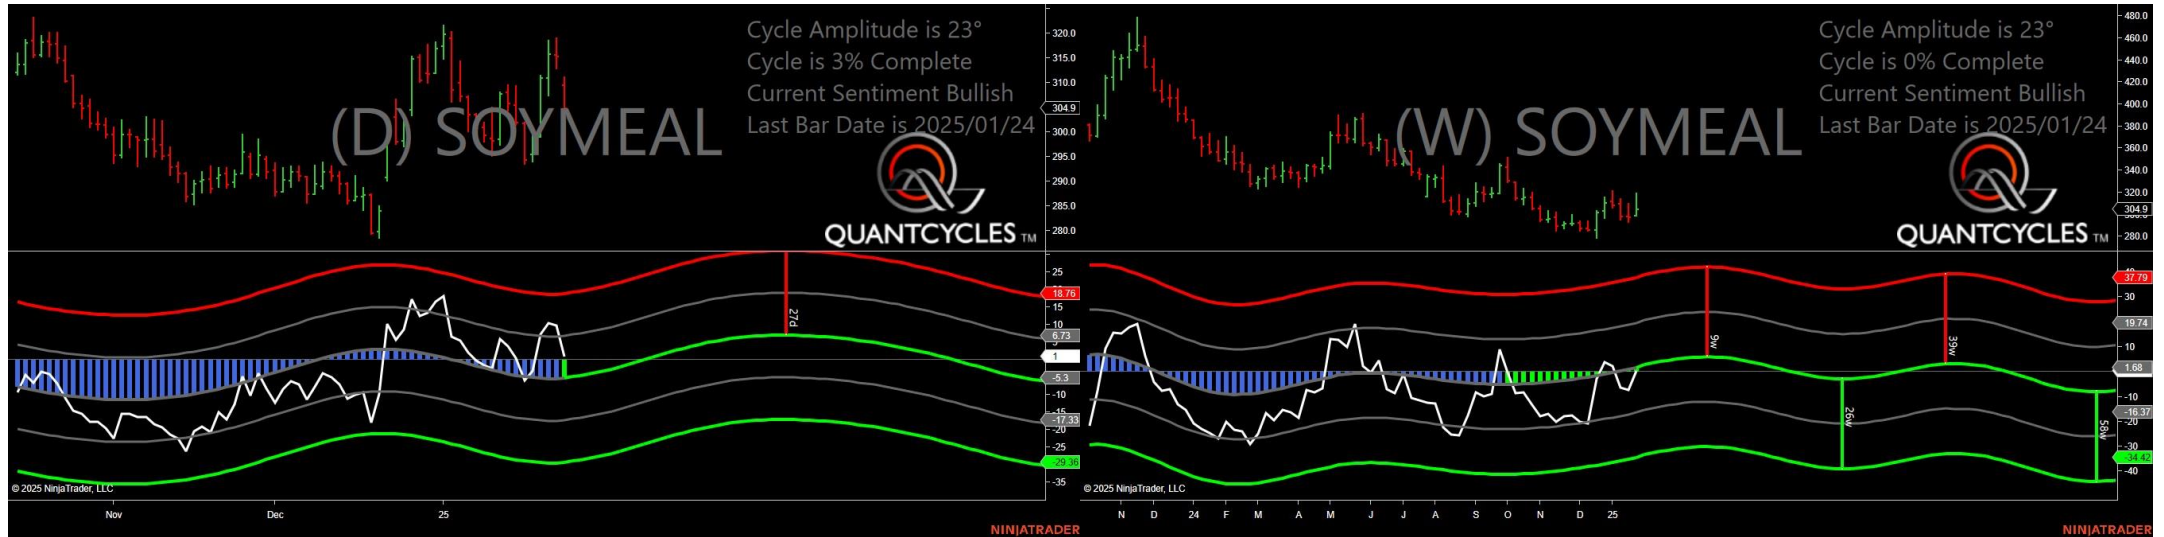 Cycle Amplitude is 23°
Cycle is 3% Complete
Current Sentiment Bullish
Last Bar Date is 2025/01/24
(D) SOYMEAL
QUANTCYCLES TM
320.0
315.0
310.0
304.9
300.0
295.0
290.0
285.0
280.0
25
18.76
15
10
6.73
1
-5.3
-10
-15
-17.33
-20
-25
-29.36
-35
27d
© 2025 NinjaTrader, LLC
Nov
Dec
25
NINJATRADER
Cycle Amplitude is 23°
Cycle is 0% Complete
Current Sentiment Bullish
Last Bar Date is 2025/01/24
(W) SOYMEAL
QUANTCYCLES TM
480.0
460.0
440.0
420.0
400.0
380.0
360.0
340.0
320.0
304.9
280.0
37.79
30
19.74
10
1.68
-10
-16.37
-20
-30
-34.42
-40
9w
26w
39w
58w
© 2025 NinjaTrader, LLC
N
D
24
F
M
A
M
J
J
A
S
O
N
D
25
NINJATRADER